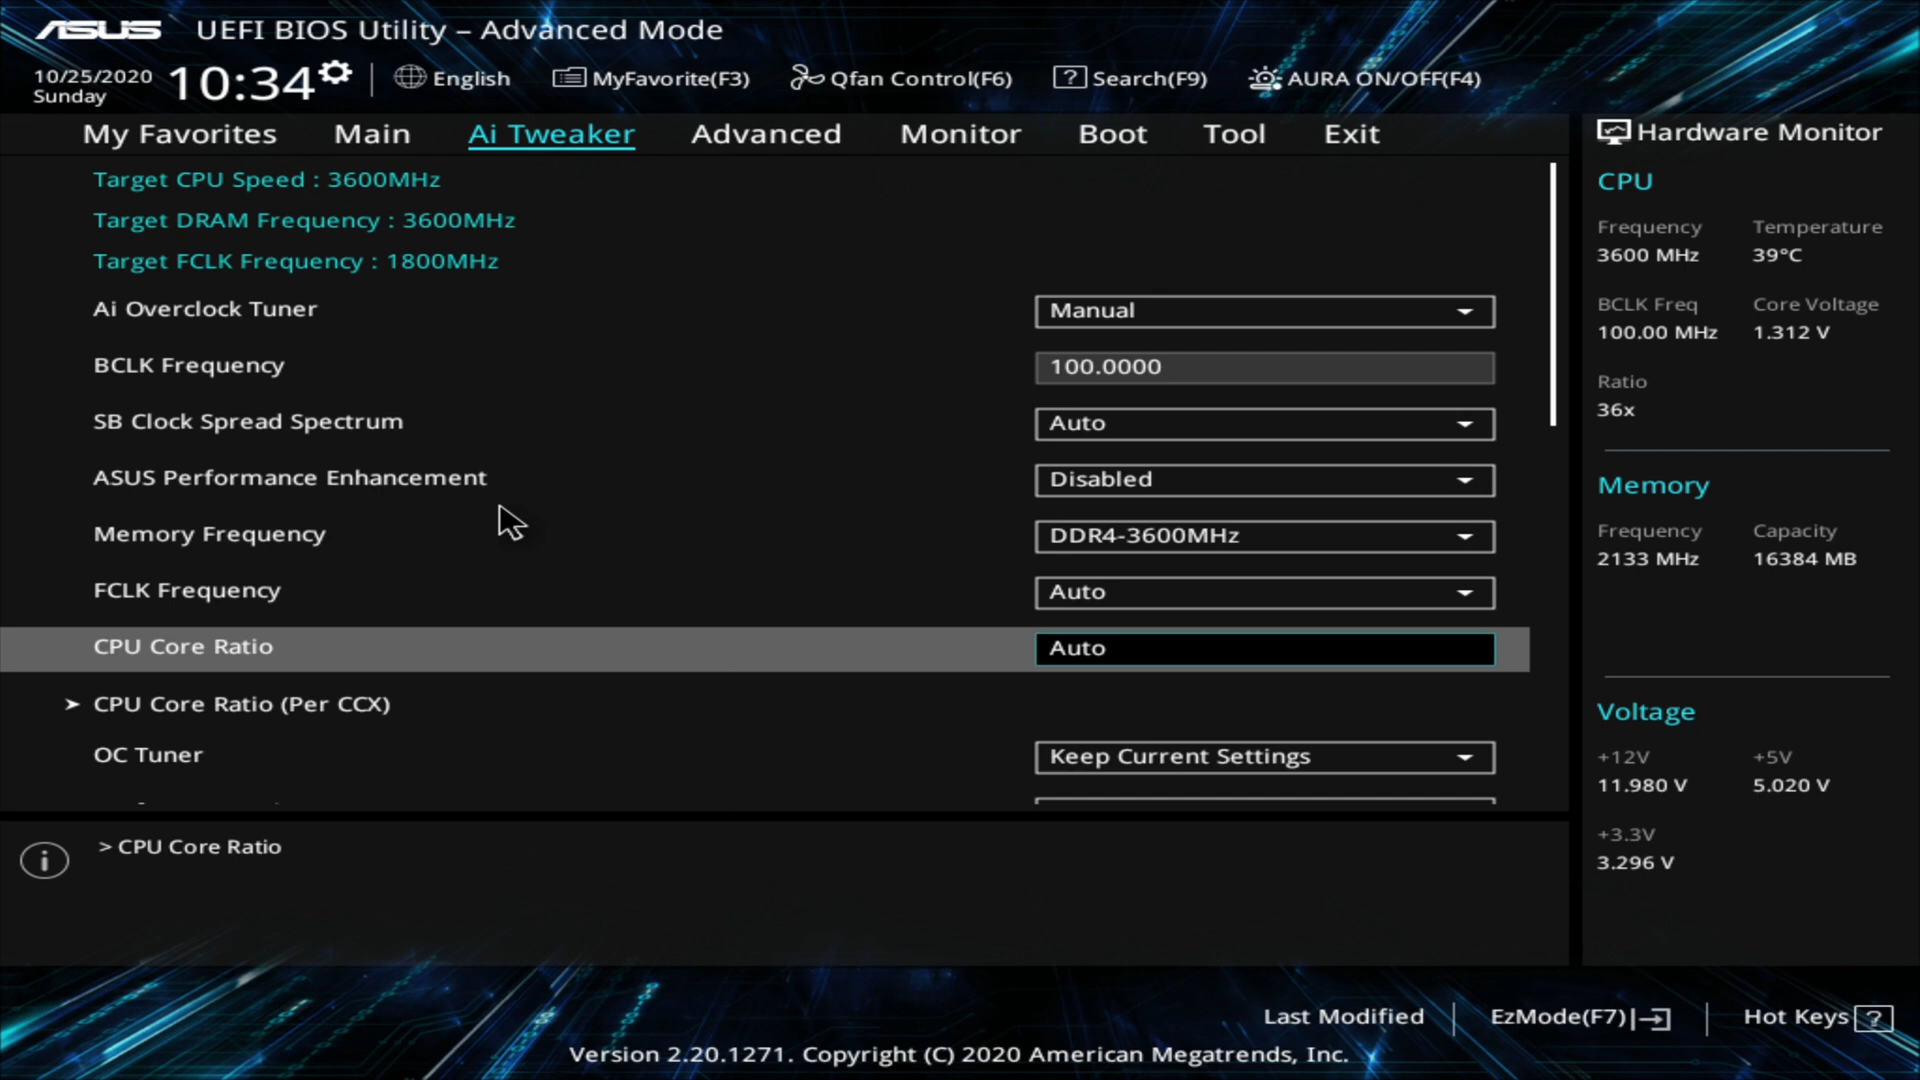 ASUS UEFI BIOS Utility – Advanced Mode
10/25/2020
Sunday
10:34
English
MyFavorite(F3)
Qfan Control(F6)
? Search(F9)
AURA ON/OFF(F4)
My Favorites
Main
Ai Tweaker
Advanced
Monitor
Boot
Tool
Exit
Target CPU Speed : 3600MHz
Target DRAM Frequency : 3600MHz
Target FCLK Frequency : 1800MHz
Ai Overclock Tuner Manual
BCLK Frequency 100.0000
SB Clock Spread Spectrum Auto
ASUS Performance Enhancement Disabled
Memory Frequency DDR4-3600MHz
FCLK Frequency Auto
CPU Core Ratio Auto
CPU Core Ratio (Per CCX)
OC Tuner Keep Current Settings
> CPU Core Ratio
Hardware Monitor
CPU
Frequency Temperature
3600 MHz 39°C
BCLK Freq Core Voltage
100.00 MHz 1.312 V
Ratio
36x
Memory
Frequency Capacity
2133 MHz 16384 MB
Voltage
+12V +5V
11.980 V 5.020 V
+3.3V
3.296 V
Last Modified
EzMode(F7)
Hot Keys ?
Version 2.20.1271. Copyright (C) 2020 American Megatrends, Inc.